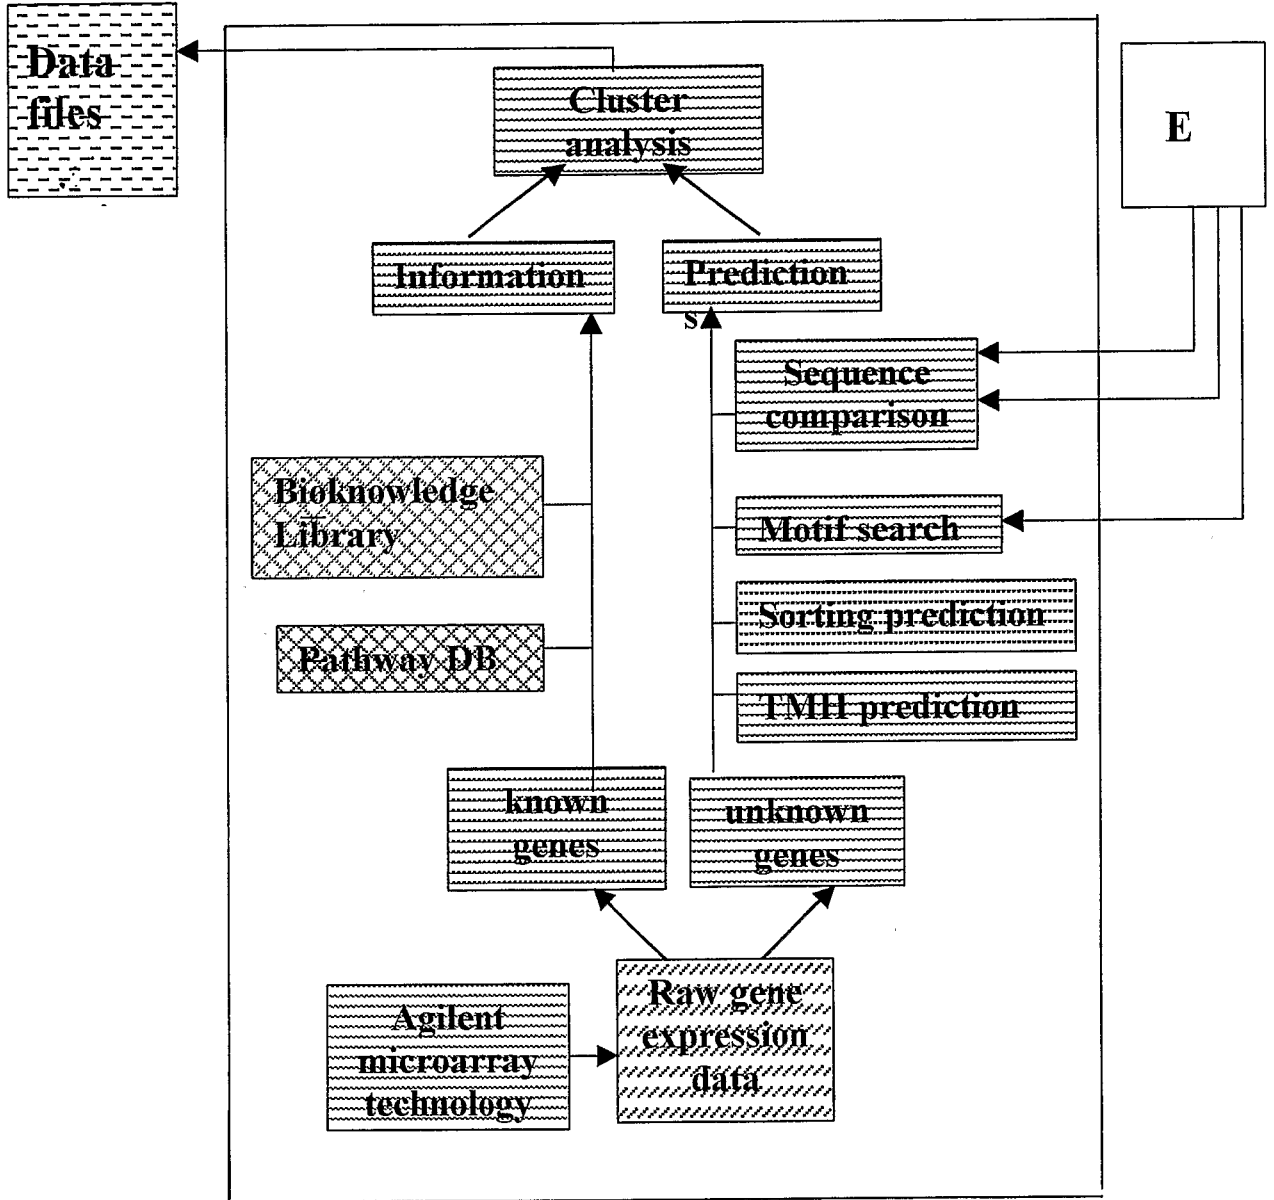 Data
files
Cluster
analysis
E
Information
Prediction
s
Sequence
comparison
Bioknowledge
Library
Motif search
Sorting prediction
Pathway DB
TMH prediction
known
genes
unknown
genes
Raw gene
expression
data
Agilent
microarray
technology